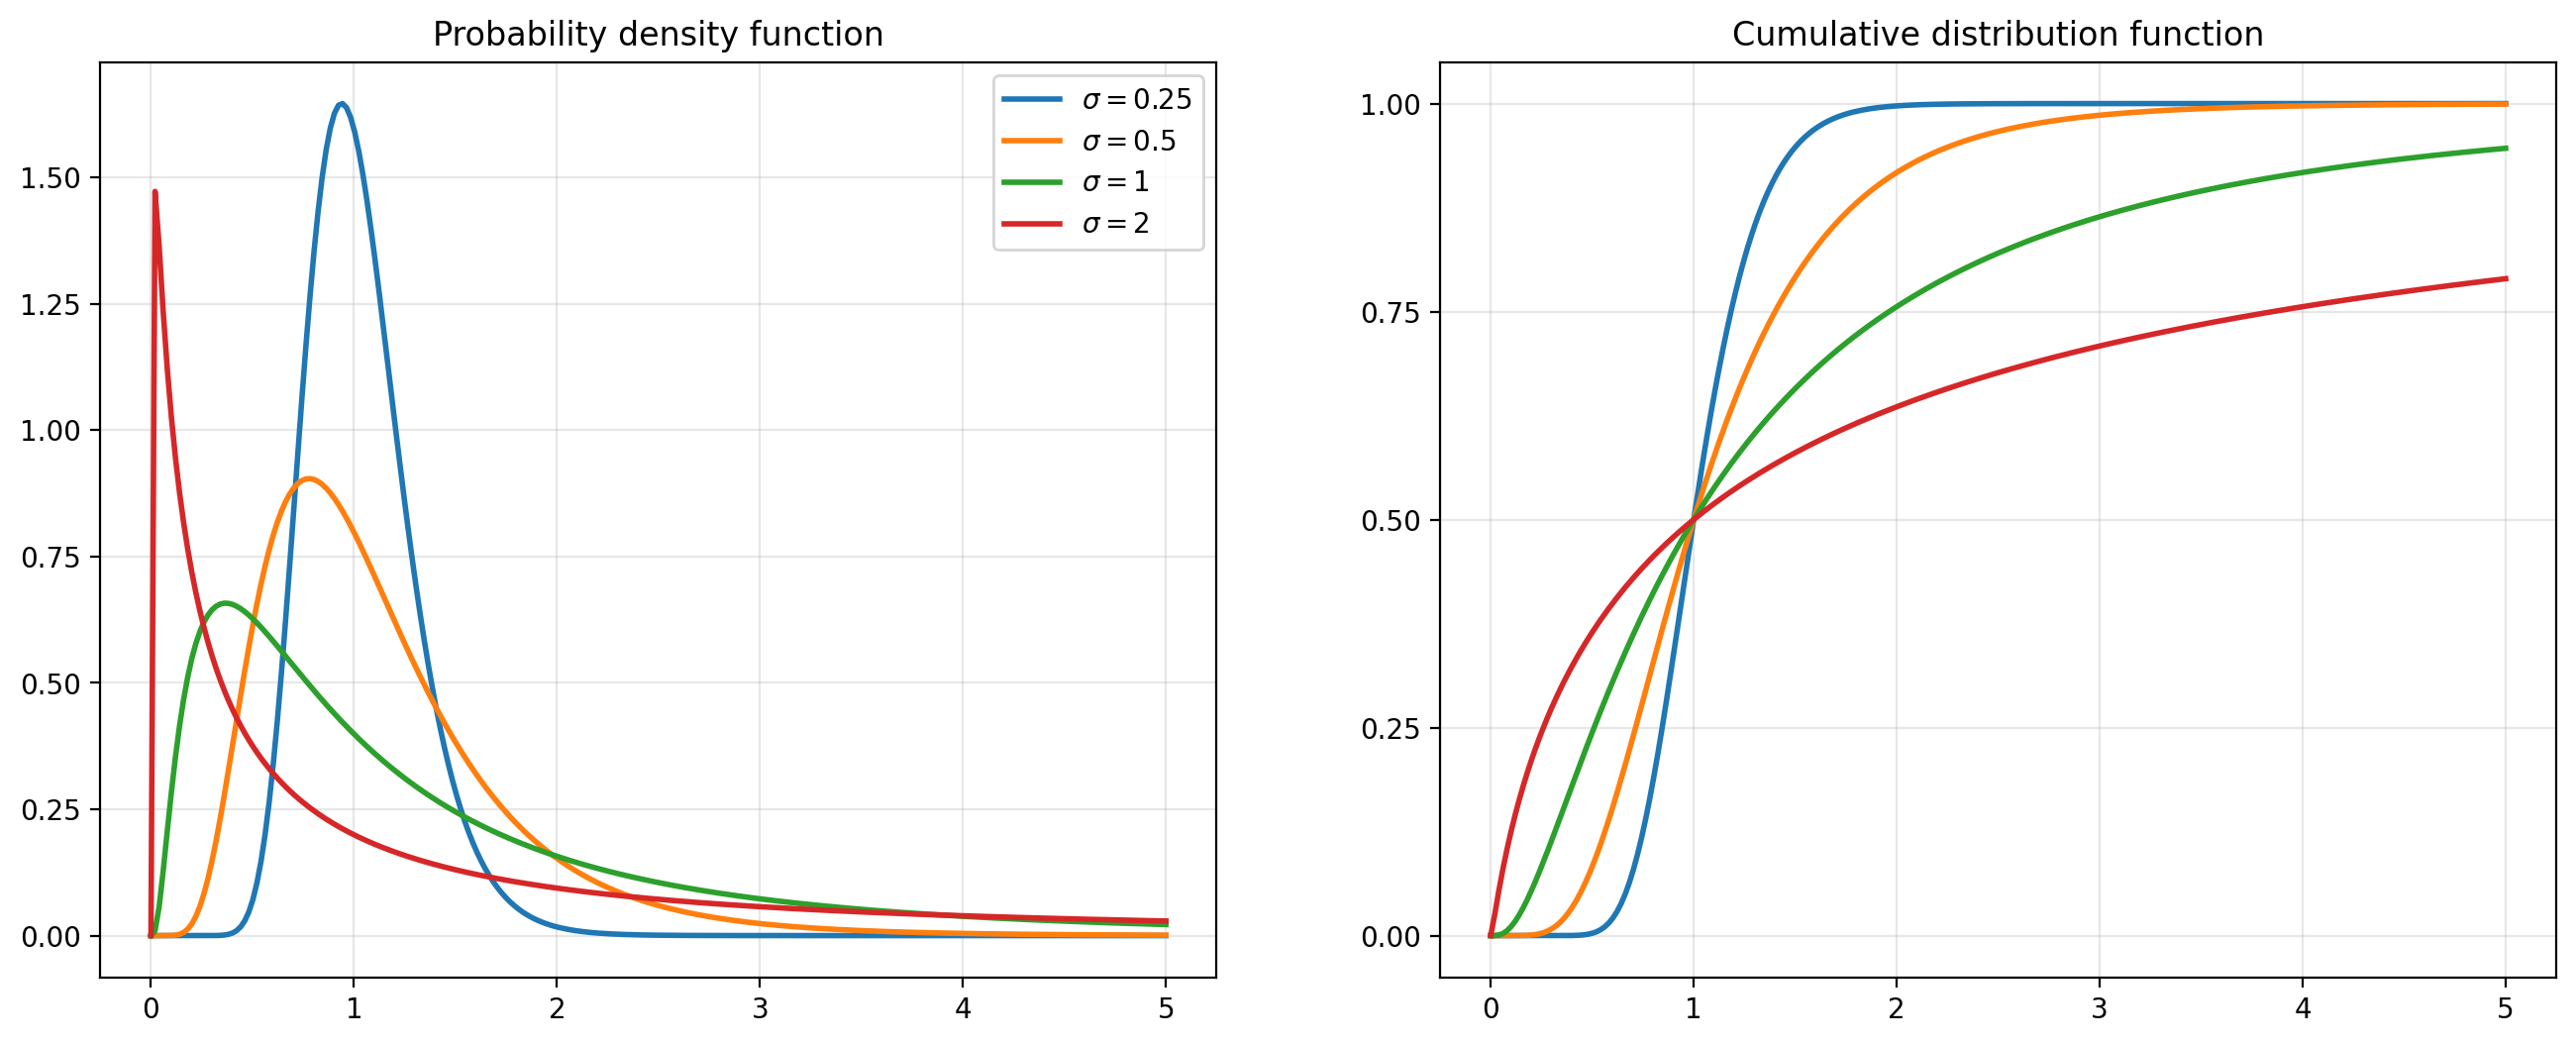 Probability density function
1.50
1.25
1.00
0.75
0.50
0.25
0.00
0 1 2 3 4 5
σ = 0.25
σ = 0.5
σ = 1
σ = 2
Cumulative distribution function
1.00
0.75
0.50
0.25
0.00
0 1 2 3 4 5